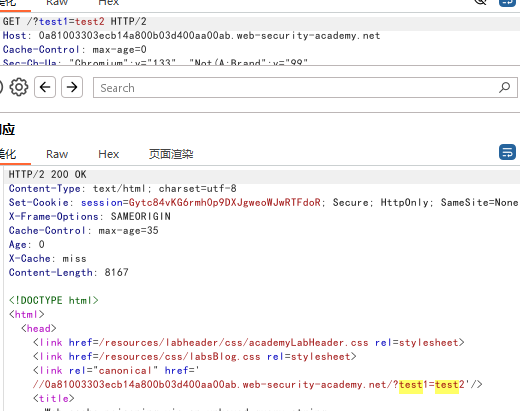 Raw Hex
GET /?test1=test2 HTTP/2
Host: 0a81003303ecb14a800b03d400aa00ab.web-security-academy.net
Cache-Control: max-age=0
Sec-Ch-Ua: "Chromium";v="133", "Not(A:Brand";v="99"
Search
应
美化 Raw Hex 页面渲染
HTTP/2 200 OK
Content-Type: text/html; charset=utf-8
Set-Cookie: session=Gytc84vKG6rmhOp9DXJgweoWJwRTFdoR; Secure; HttpOnly; SameSite=None
X-Frame-Options: SAMEORIGIN
Cache-Control: max-age=35
Age: 0
X-Cache: miss
Content-Length: 8167
<!DOCTYPE html>
<html>
<head>
<link href=/resources/labheader/css/academyLabHeader.css rel=stylesheet>
<link href=/resources/css/labsBlog.css rel=stylesheet>
<link rel="canonical" href='
//0a81003303ecb14a800b03d400aa00ab.web-security-academy.net/?test1=test2'/>
<title>